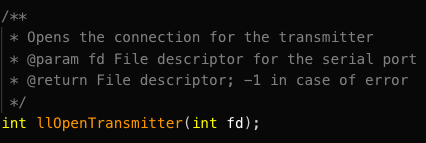 /**
 * Opens the connection for the transmitter
 * @param fd File descriptor for the serial port
 * @return File descriptor; -1 in case of error
 */
int llOpenTransmitter(int fd);